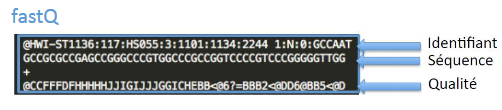 fastQ
@HWI-ST1136:117:HS055:3:1101:1134:2244 1:N:0:GCCAAT
Identifiant
GCCGCGCCGAGCCGGGCCCGTGGCCCGCCGGTCCCCGTCCCGGGGGTTGG
Séquence
+
@CCFFFDFHHHHHJJIGIJJJGGICHEBB<@6?=BBB2<@DD6@BB5<@D
Qualité